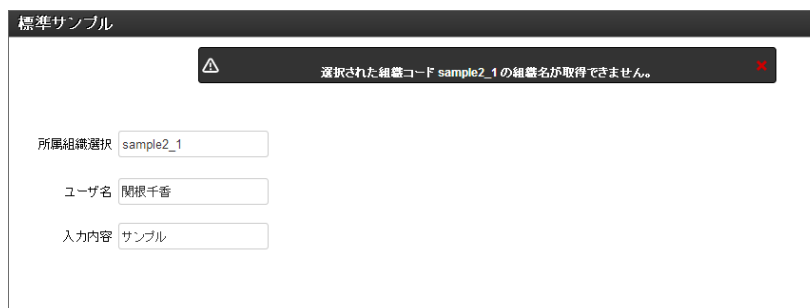 標準サンプル
選択された組織コード sample2_1 の組織名が取得できません。
所属組織選択 sample2_1
ユーザ名 関根千香
入力内容 サンプル